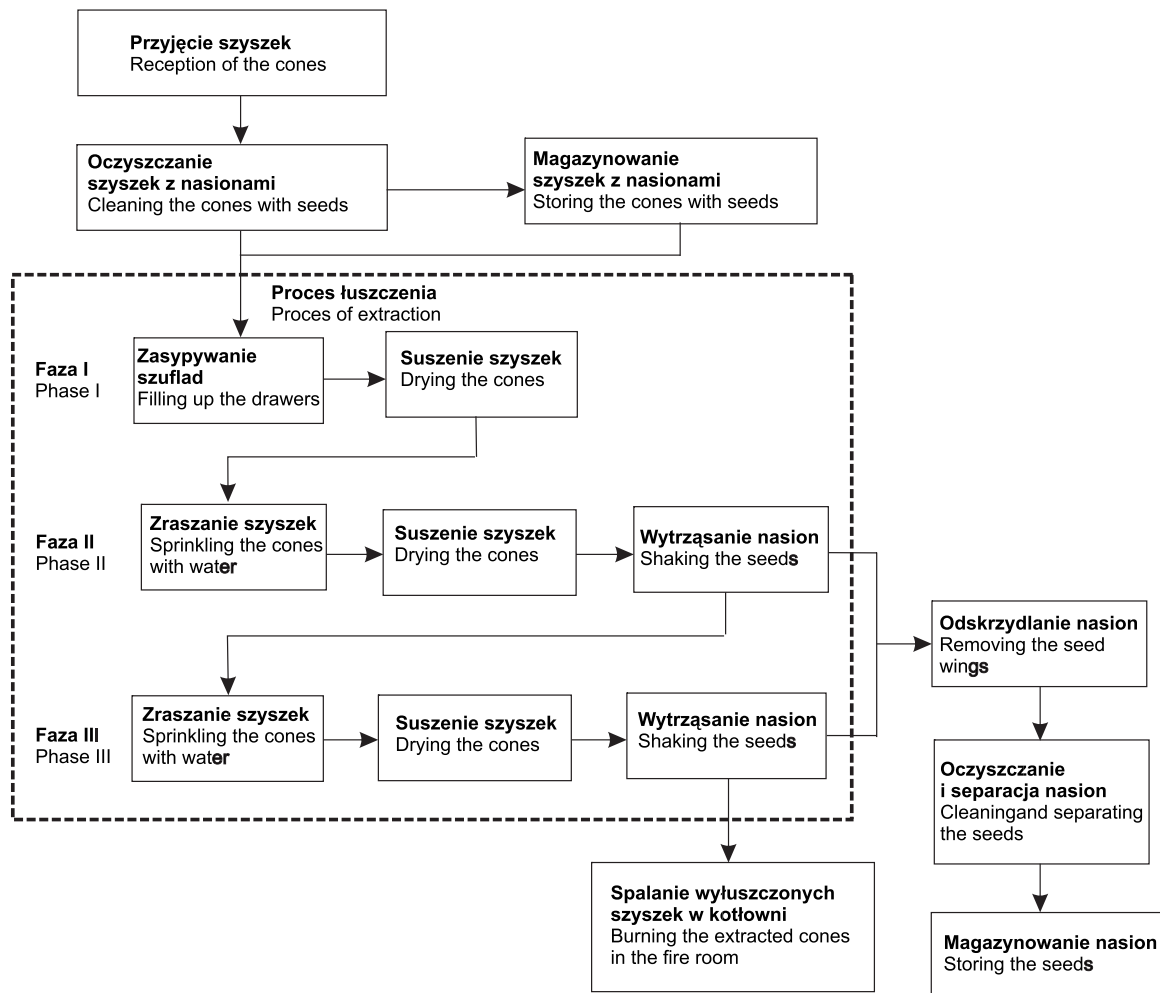 Przyjęcie szyszek
Reception of the cones
Oczyszczanie
szyszek z nasionami
Cleaning the cones with seeds
Magazynowanie
szyszek z nasionami
Storing the cones with seeds
Proces łuszczenia
Proces of extraction
Faza I
Phase I
Zasypywanie
szuflad
Filling up the drawers
Suszenie szyszek
Drying the cones
Faza II
Phase II
Zraszanie szyszek
Sprinkling the cones
with water
Suszenie szyszek
Drying the cones
Wytrząsanie nasion
Shaking the seeds
Faza III
Phase III
Zraszanie szyszek
Sprinkling the cones
with water
Suszenie szyszek
Drying the cones
Wytrząsanie nasion
Shaking the seeds
Odskrzydlanie nasion
Removing the seed
wings
Oczyszczanie
i separacja nasion
Cleaningand separating
the seeds
Spalanie wyłuszczonych
szyszek w kotłowni
Burning the extracted cones
in the fire room
Magazynowanie nasion
Storing the seeds